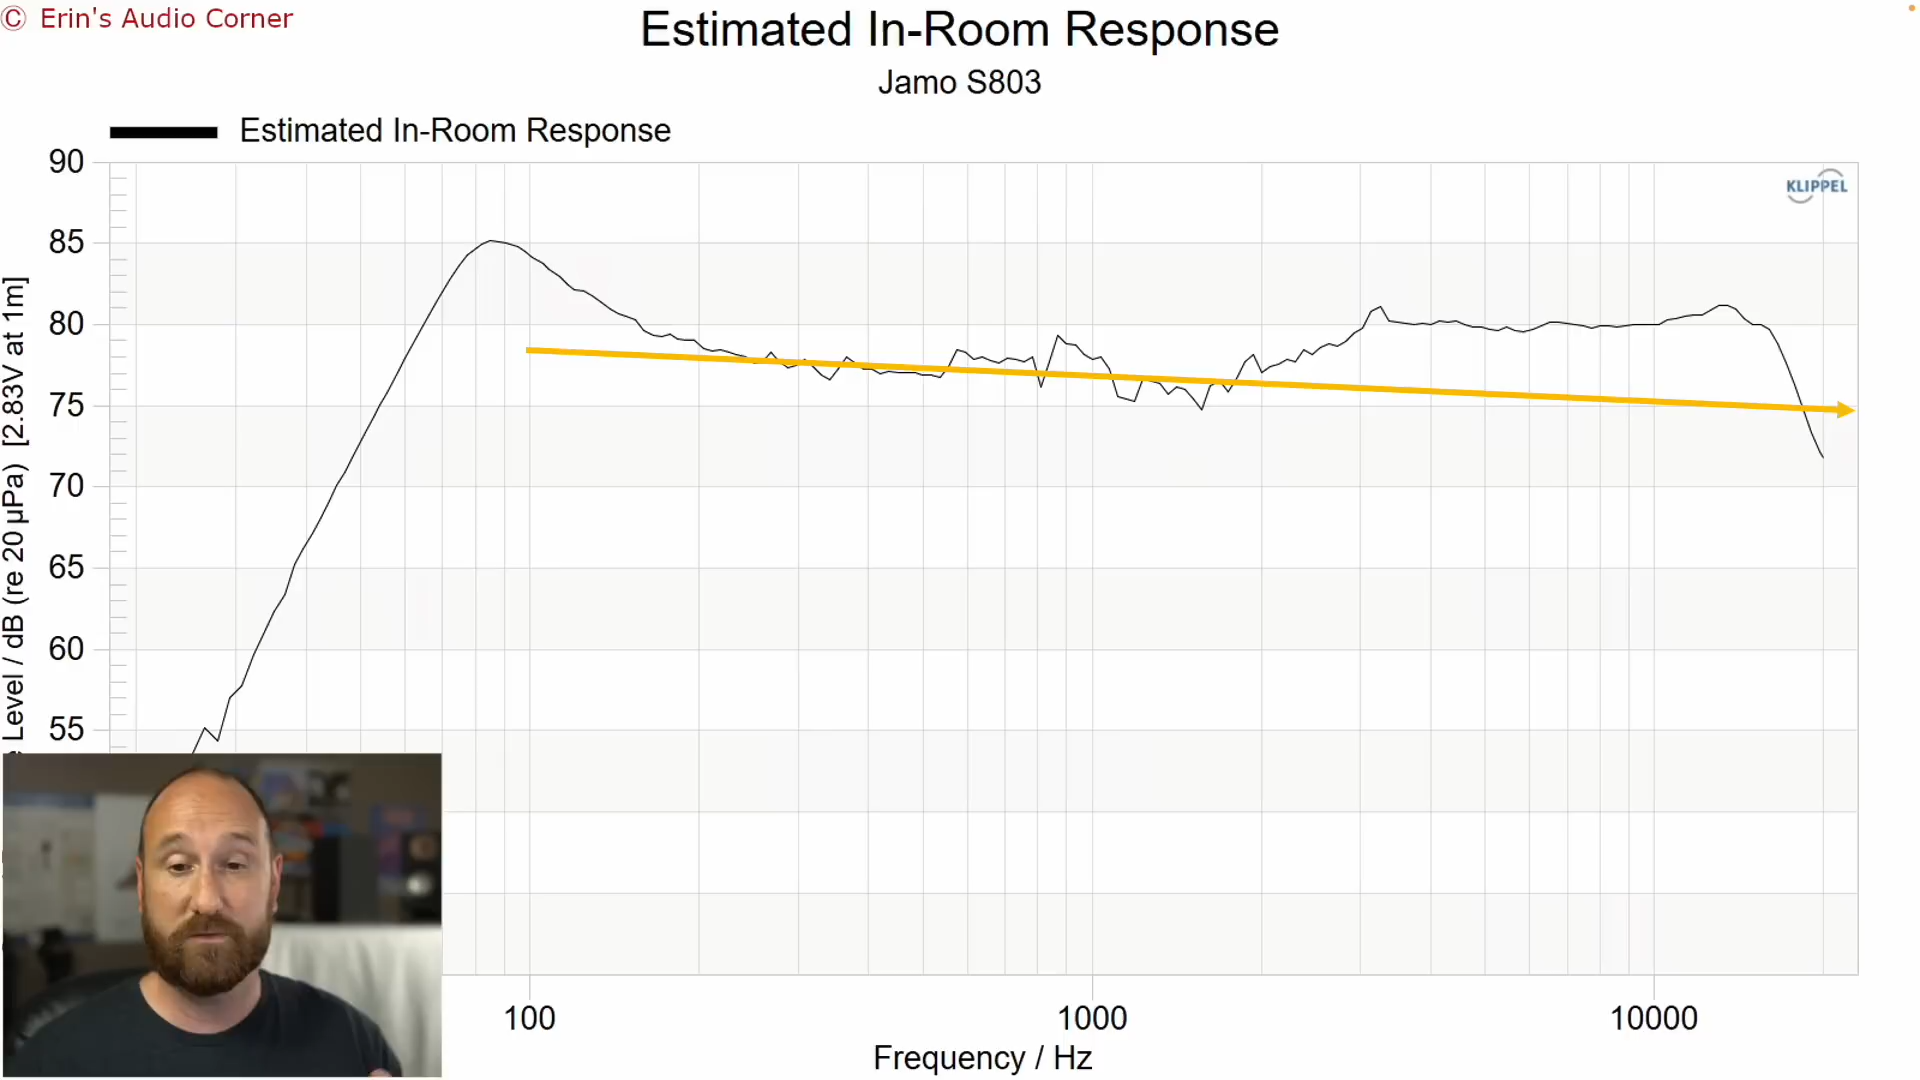 © Erin's Audio Corner
Estimated In-Room Response
Jamo S803
Estimated In-Room Response
KLIPPEL
90
85
80
75
70
65
60
55
Level / dB (re 20 µPa) [2.83V at 1m]
100
1000
10000
Frequency / Hz